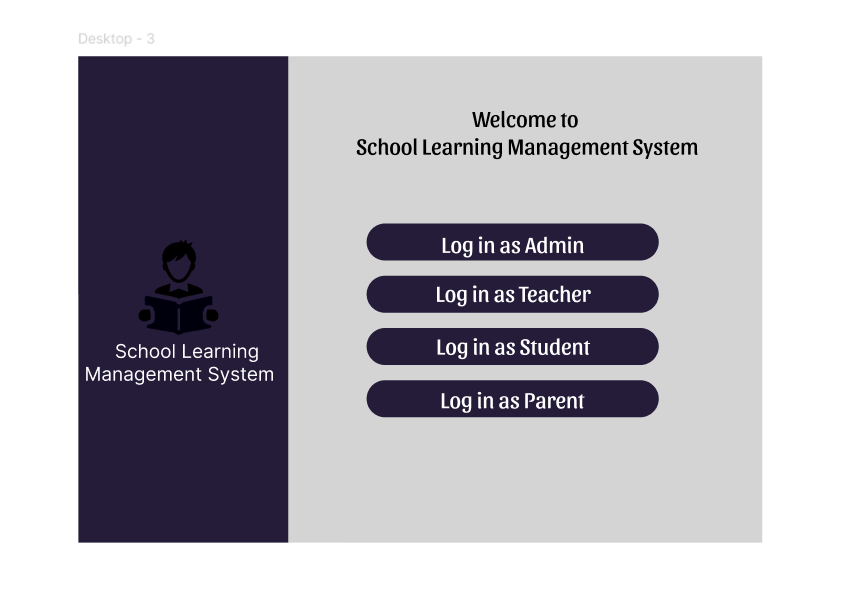 Desktop - 3
Welcome to
School Learning Management System
Log in as Admin
Log in as Teacher
Log in as Student
Log in as Parent
School Learning
Management System